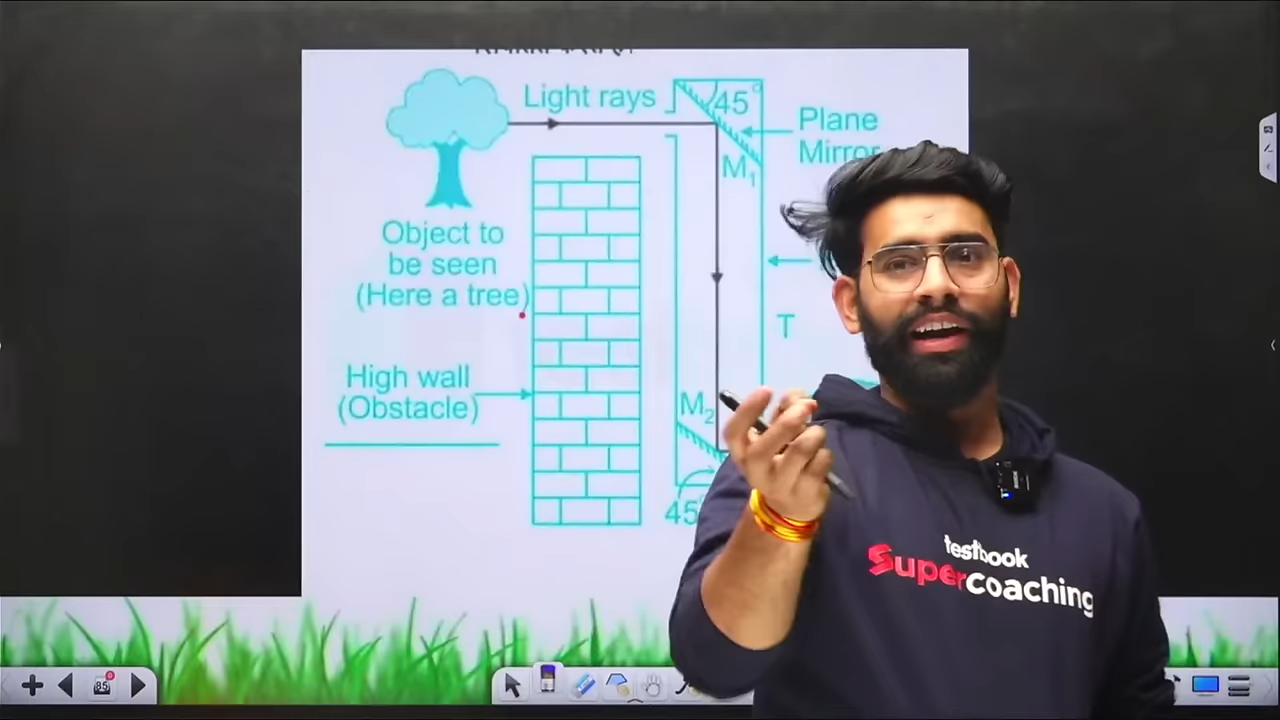 Light rays
45°
Plane
Mirror
M1
Object to
be seen
(Here a tree)
T
High wall
(Obstacle)
M2
45
85
testbook
Supercoaching